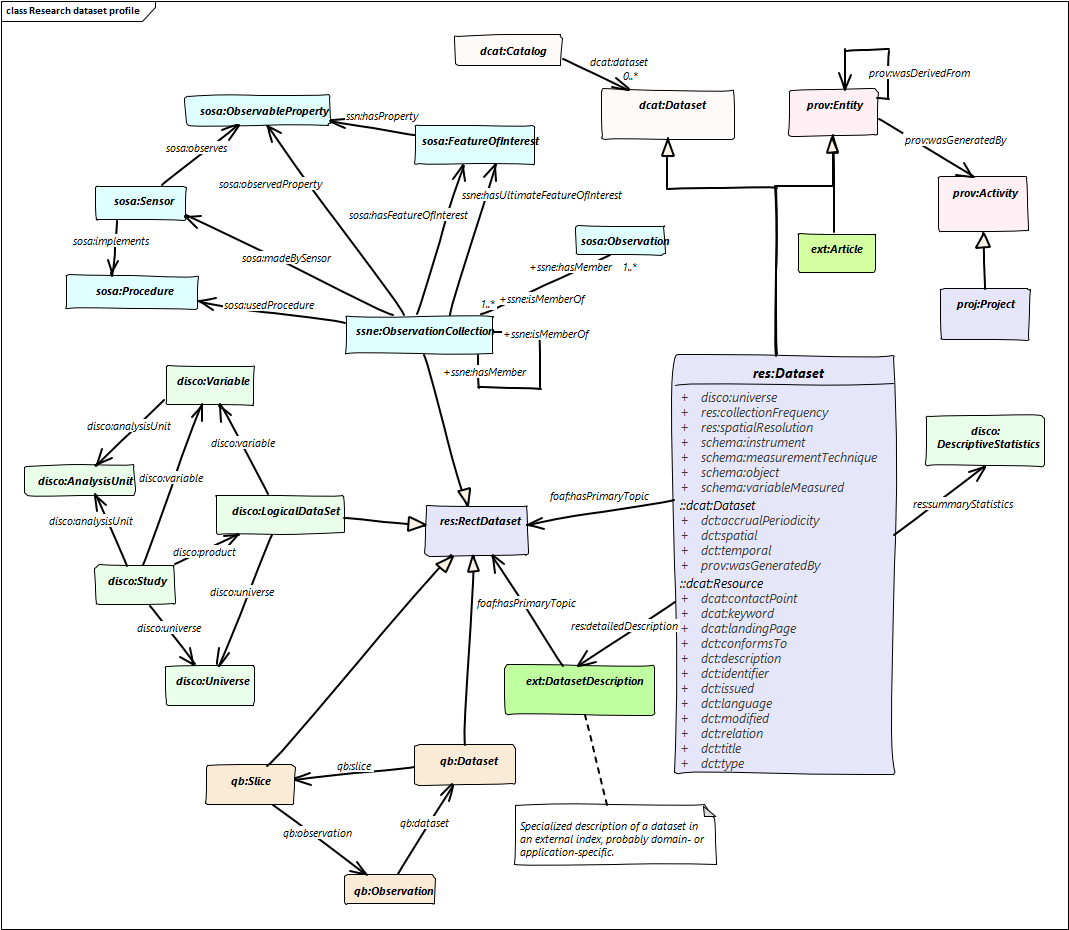 class Research dataset profile
dcat:Catalog
dcat:dataset
0..*
dcat:Dataset
prov:wasDerivedFrom
prov:Entity
prov:wasGeneratedBy
prov:Activity
ext:Article
proj:Project
sosa:ObservableProperty
ssn:hasProperty
sosa:FeatureOfInterest
sosa:observes
sosa:observedProperty
ssne:hasUltimateFeatureOfInterest
sosa:Sensor
sosa:hasFeatureOfInterest
sosa:implements
sosa:madeBySensor
sosa:Observation
+ssne:hasMember
1..*
sosa:Procedure
sosa:usedProcedure
1..*
+ssne:isMemberOf
ssne:ObservationCollection
+ssne:isMemberOf
+ssne:hasMember
res:Dataset
+ disco:universe
+ res:collectionFrequency
+ res:spatialResolution
+ schema:instrument
+ schema:measurementTechnique
+ schema:object
+ schema:variableMeasured
::dcat:Dataset
+ dct:accrualPeriodicity
+ dct:spatial
+ dct:temporal
+ prov:wasGeneratedBy
::dcat:Resource
+ dcat:contactPoint
+ dcat:keyword
+ dcat:landingPage
+ dct:conformsTo
+ dct:description
+ dct:identifier
+ dct:issued
+ dct:language
+ dct:modified
+ dct:relation
+ dct:title
+ dct:type
disco:
DescriptiveStatistics
res:summaryStatistics
disco:Variable
disco:analysisUnit
disco:variable
disco:AnalysisUnit
disco:variable
disco:analysisUnit
disco:LogicalDataSet
disco:product
disco:Study
disco:universe
disco:universe
disco:Universe
res:RectDataset
foaf:hasPrimaryTopic
foaf:hasPrimaryTopic
res:detailedDescription
ext:DatasetDescription
qb:Dataset
qb:slice
qb:Slice
qb:observation
qb:dataset
qb:Observation
Specialized description of a dataset in
an external index, probably domain- or
application-specific.